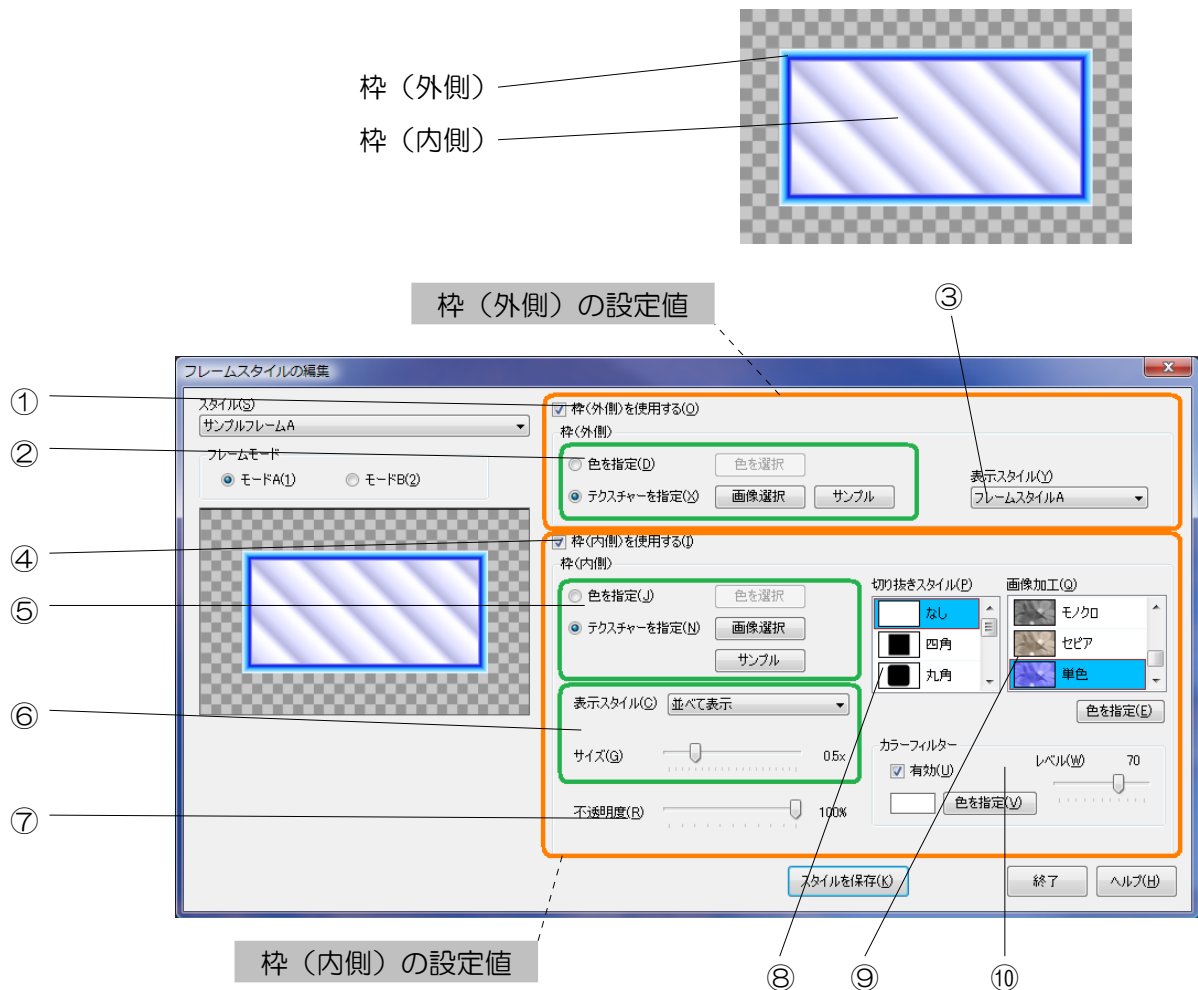 枠（外側）
枠（内側）
枠（外側）の設定値
③
フレームスタイルの編集
x
①
②
④
⑤
⑥
⑦
スタイル(S)
サンプルフレームA
フレームモード
モードA(1)
モードB(2)
枠(外側)を使用する(O)
枠(外側)
色を指定(D)
色を選択
テクスチャーを指定(X)
画像選択
サンプル
表示スタイル(Y)
フレームスタイルA
枠(内側)を使用する(I)
枠(内側)
色を指定(J)
色を選択
テクスチャーを指定(N)
画像選択
サンプル
切り抜きスタイル(P)
なし
四角
丸角
画像加工(Q)
モノクロ
セピア
単色
色を指定(E)
表示スタイル(C)
並べて表示
サイズ(G)
0.5x
不透明度(R)
100%
カラーフィルター
有効(U)
レベル(W)
70
色を指定(V)
スタイルを保存(K)
終了
ヘルプ(H)
枠（内側）の設定値
⑧
⑨
⑩